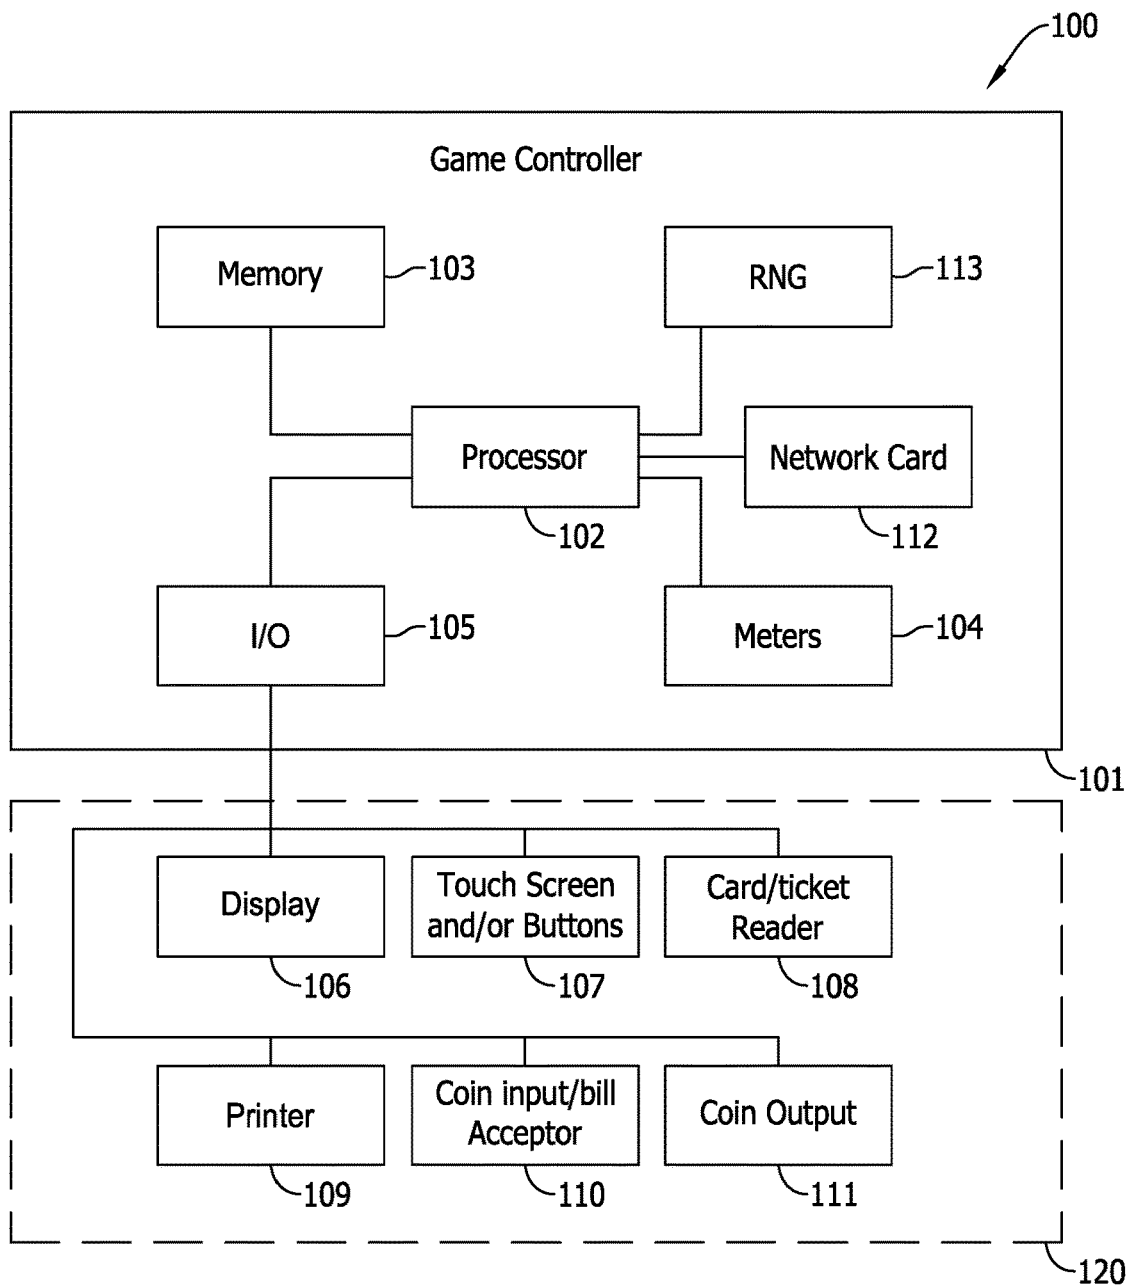 100
Game Controller
Memory
103
RNG
113
Processor
102
Network Card
112
I/O
105
Meters
104
101
Display
106
Touch Screen
and/or Buttons
107
Card/ticket
Reader
108
Printer
109
Coin input/bill
Acceptor
110
Coin Output
111
120